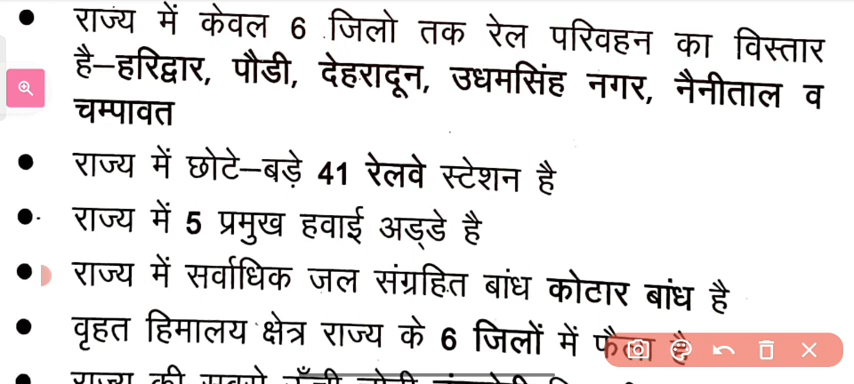 • राज्य में केवल 6 जिलो तक रेल परिवहन का विस्तार
है–हरिद्वार, पौडी, देहरादून, उधमसिंह नगर, नैनीताल व
चम्पावत
• राज्य में छोटे–बड़े 41 रेलवे स्टेशन है
• राज्य में 5 प्रमुख हवाई अड्डे है
• राज्य में सर्वाधिक जल संग्रहित बांध कोटार बांध है
• वृहत हिमालय क्षेत्र राज्य के 6 जिलों में फैला है
• राज्य की सबसे ऊँची चोटी